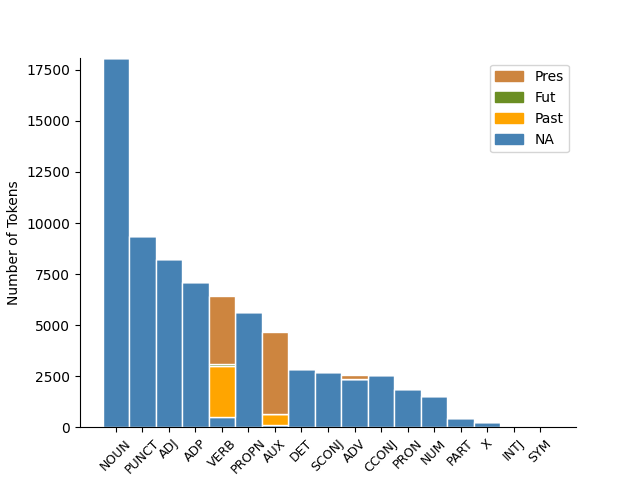 Number of Tokens
17500
15000
12500
10000
7500
5000
2500
0
Pres
Fut
Past
NA
NOUN
PUNCT
ADJ
ADP
VERB
PROPN
AUX
DET
SCONJ
ADV
CCONJ
PRON
NUM
PART
X
INTJ
SYM